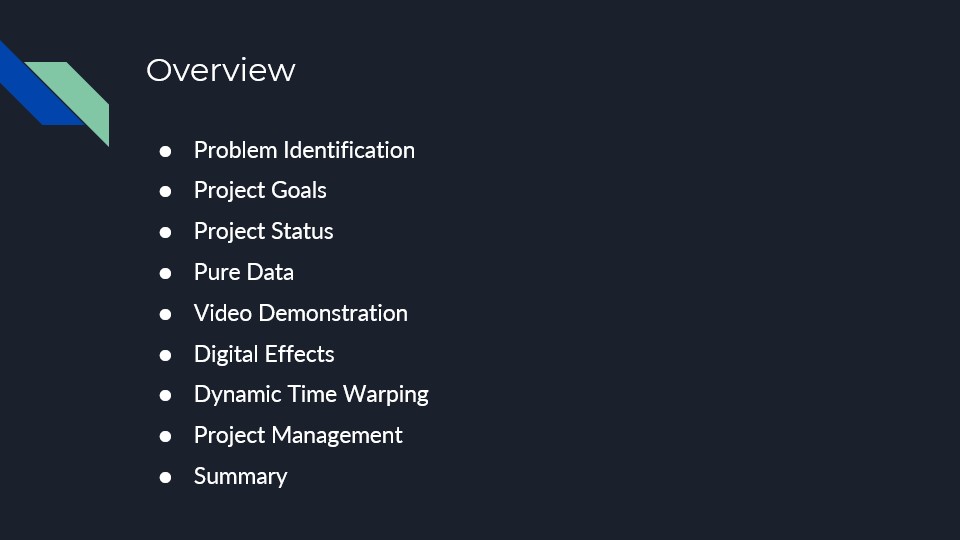 Overview
● Problem Identification
● Project Goals
● Project Status
● Pure Data
● Video Demonstration
● Digital Effects
● Dynamic Time Warping
● Project Management
● Summary